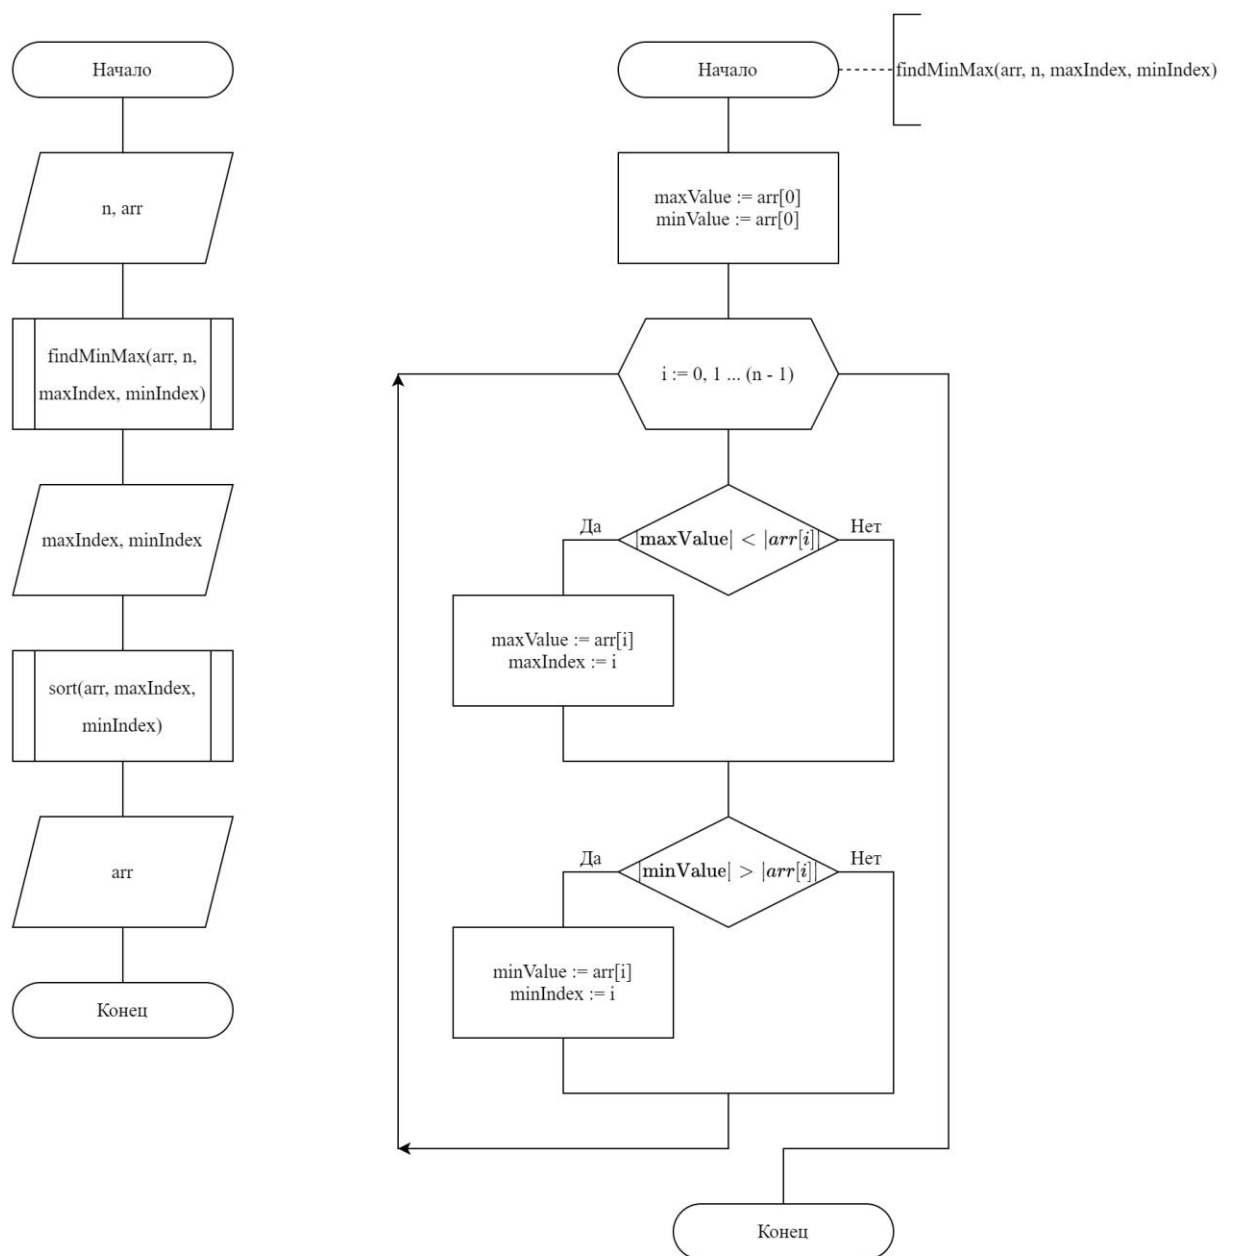 Начало
n, arr
findMinMax(arr, n,
maxIndex, minIndex)
maxIndex, minIndex
sort(arr, maxIndex,
minIndex)
arr
Конец
Начало
findMinMax(arr, n, maxIndex, minIndex)
maxValue := arr[0]
minValue := arr[0]
i := 0, 1 ... (n - 1)
Да
|maxValue| < |arr[i]|
Нет
maxValue := arr[i]
maxIndex := i
Да
|minValue| > |arr[i]|
Нет
minValue := arr[i]
minIndex := i
Конец